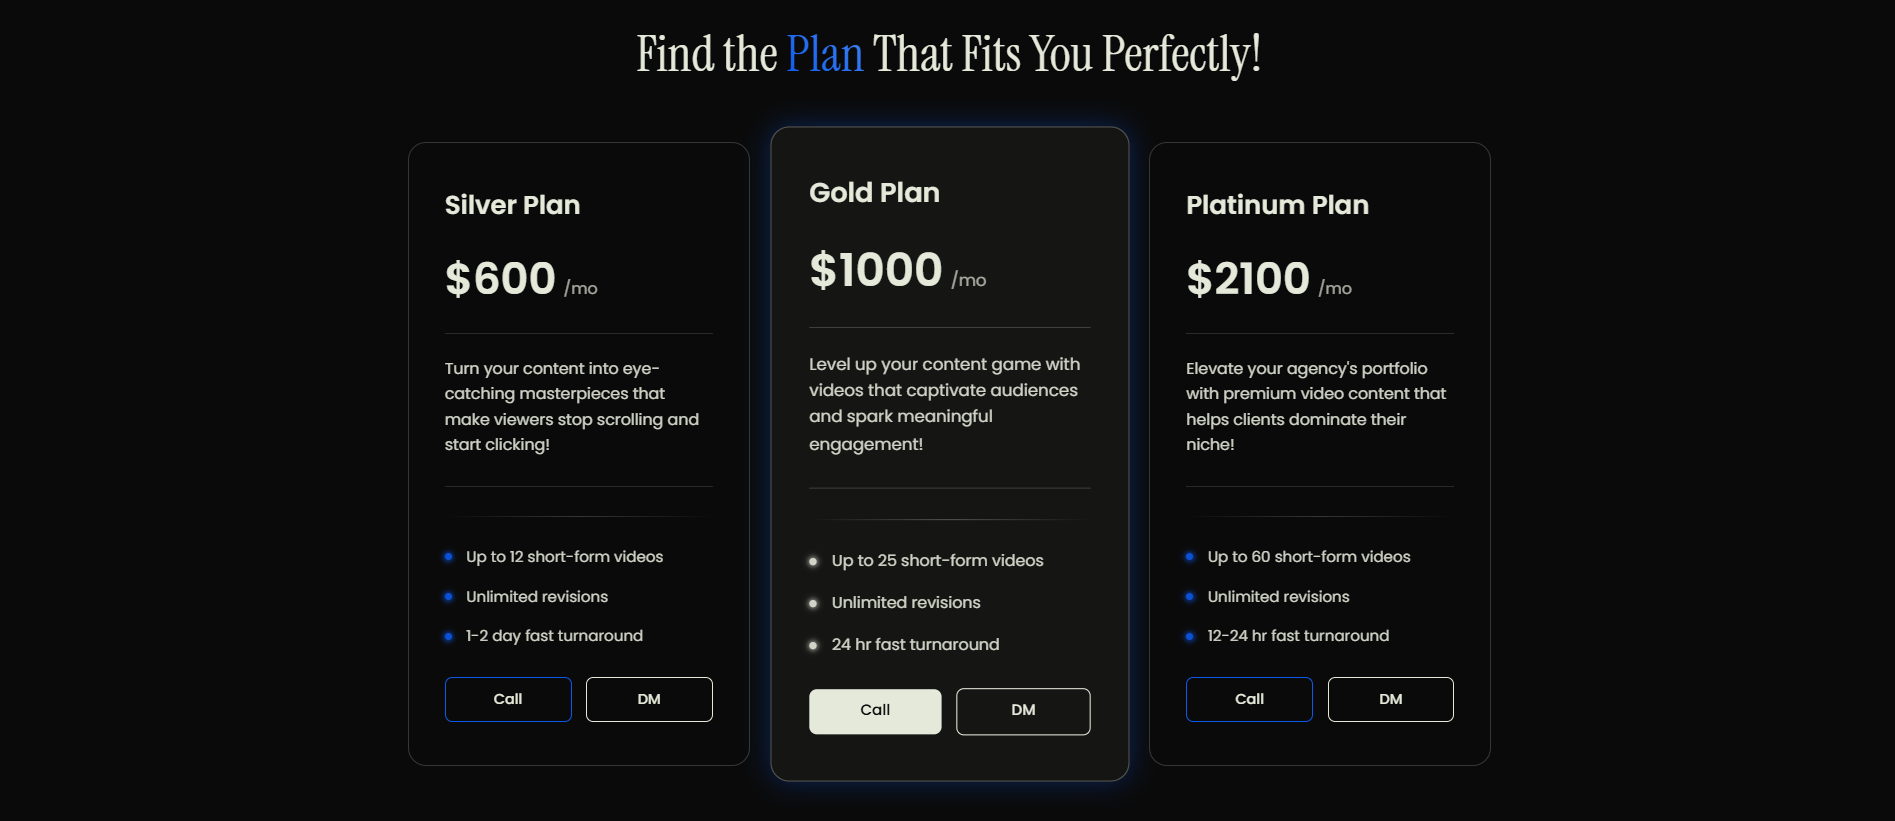 Find the Plan That Fits You Perfectly!
Silver Plan
$600 /mo
Turn your content into eye-
catching masterpieces that
make viewers stop scrolling and
start clicking!
Up to 12 short-form videos
Unlimited revisions
1-2 day fast turnaround
Call
DM
Gold Plan
$1000 /mo
Level up your content game with
videos that captivate audiences
and spark meaningful
engagement!
Up to 25 short-form videos
Unlimited revisions
24 hr fast turnaround
Call
DM
Platinum Plan
$2100 /mo
Elevate your agency's portfolio
with premium video content that
helps clients dominate their
niche!
Up to 60 short-form videos
Unlimited revisions
12-24 hr fast turnaround
Call
DM